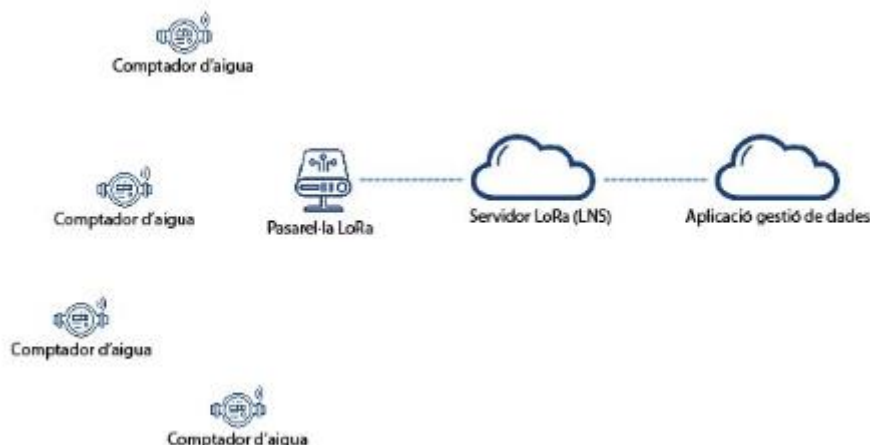 Comptador d'aigua
Comptador d'aigua
Pasarel·la LoRa
Servidor LoRa (LNS)
Aplicació gestió de dades
Comptador d'aigua
Comptador d'aigua